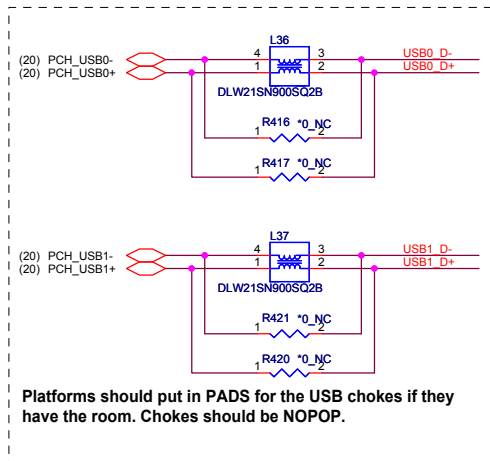 L36
(20) PCH_USB0- 4 3 USB0_D-
(20) PCH_USB0+ 1 2 USB0_D+
DLW21SN900SQ2B
R416 *0_NC
1 2
R417 *0_NC
1 2
L37
(20) PCH_USB1- 4 3 USB1_D-
(20) PCH_USB1+ 1 2 USB1_D+
DLW21SN900SQ2B
R421 *0_NC
1 2
R420 *0_NC
1 2
Platforms should put in PADS for the USB chokes if they
have the room. Chokes should be NOPOP.